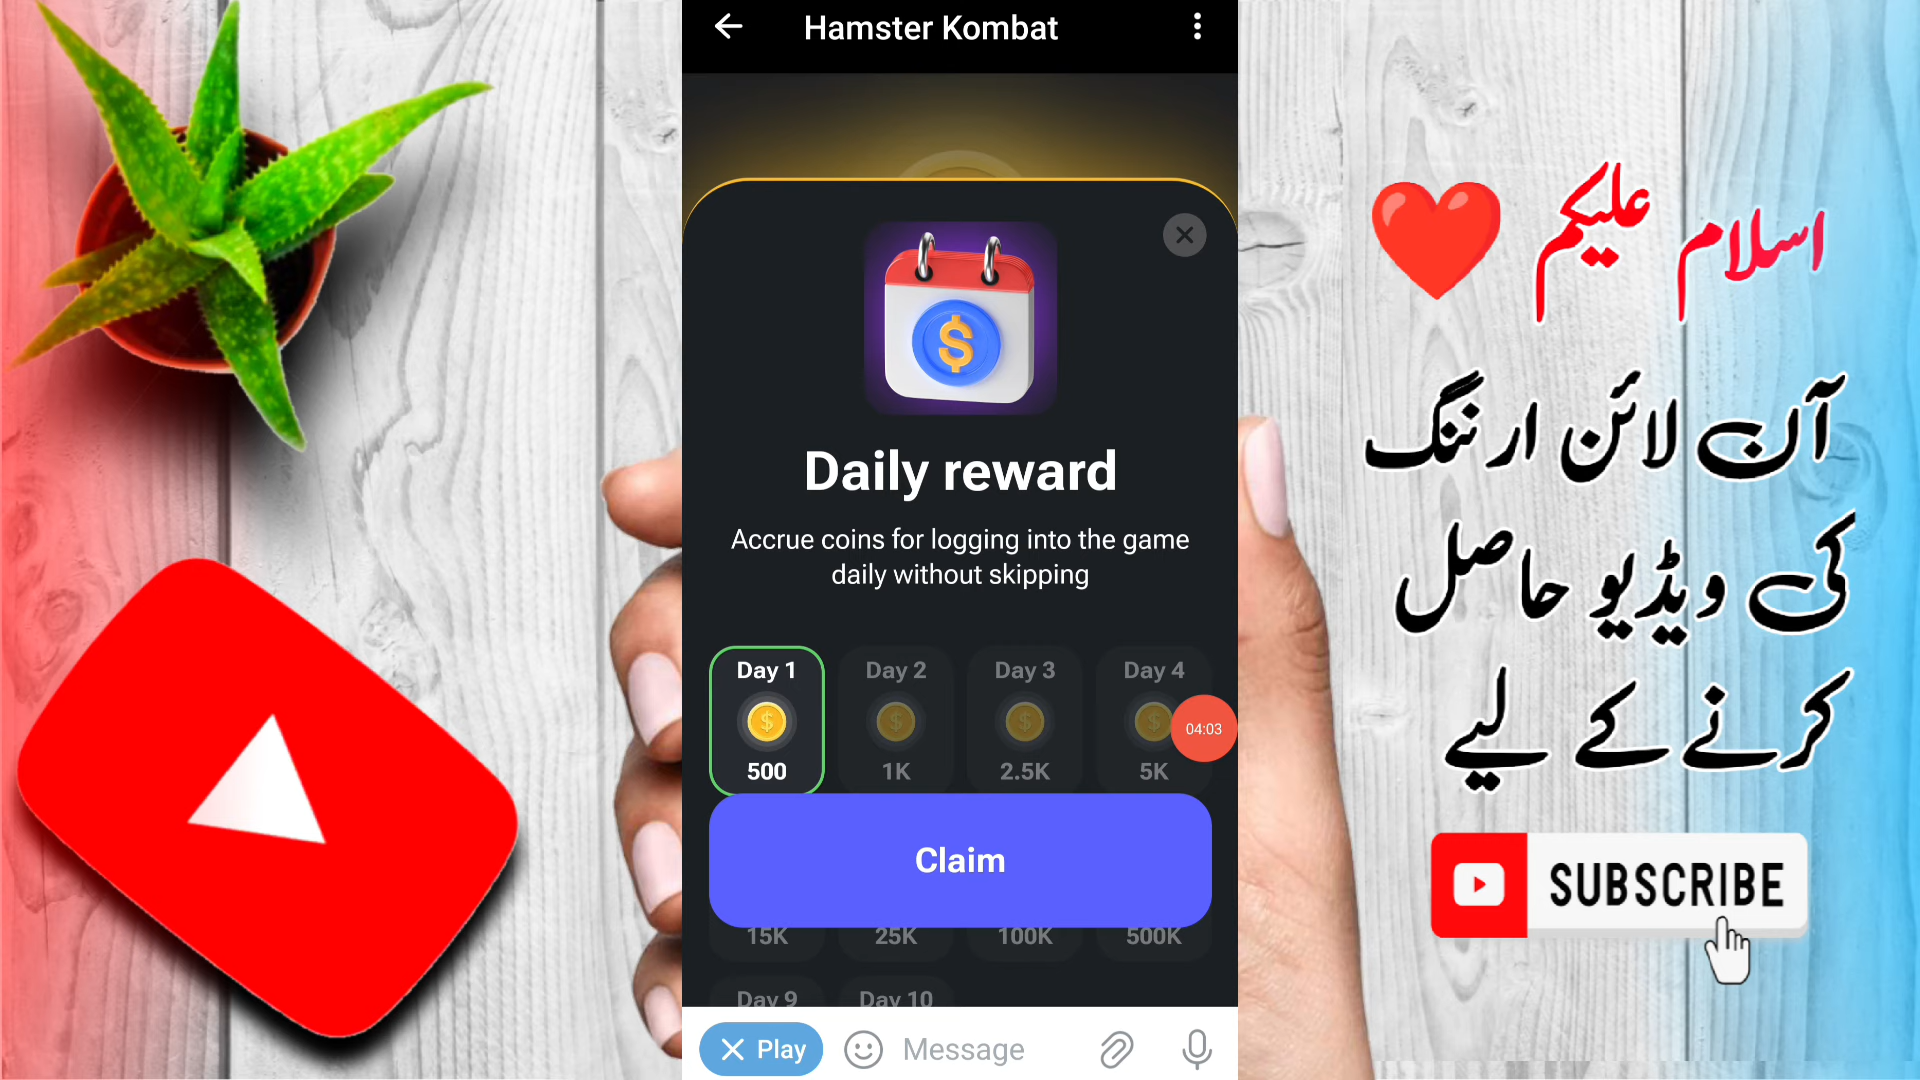 Hamster Kombat
Daily reward
Accrue coins for logging into the game
daily without skipping
Day 1
Day 2
Day 3
Day 4
500
1K
2.5K
5K
04:03
Claim
15K
25K
100K
500K
Day 9
Day 10
Play
Message
اسلام علیکم
آن لائن ارننگ
کی ویڈیو حاصل
کرنے کے لیے
SUBSCRIBE